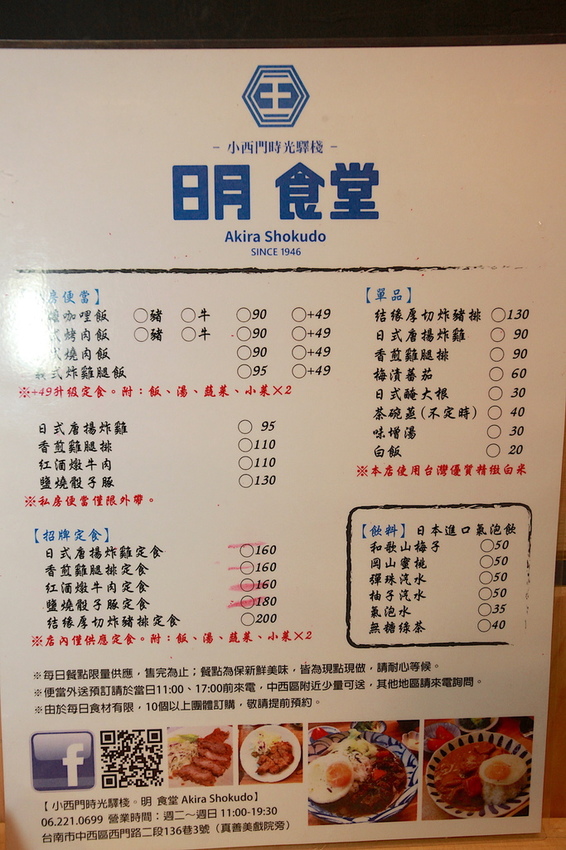 - 小西門時光驛棧 -
明 食堂
Akira Shokudo
SINCE 1946
房便當】
咖哩飯 ○豬 ○牛 ○90 ○+49
烤肉飯 ○豬 ○牛 ○90 ○+49
燒肉飯 ○90 ○+49
式炸雞飯 ○95 ○+49
※+49升級定食。附：飯、湯、蔬菜、小菜×2
日式唐揚炸雞 ○ 95
香煎雞腿排 ○110
紅酒燉牛肉 ○110
鹽燒骰子豚 ○130
※私房便當僅限外帶。
【招牌定食】
日式唐揚炸雞定食 ○160
香煎雞腿排定食 ○160
紅酒燉牛肉定食 ○160
鹽燒骰子豚定食 ○180
結緣厚切炸豬排定食 ○200
※店內僅供應定食。附：飯、湯、蔬菜、小菜×2
【單品】
結緣厚切炸豬排 ○130
日式唐揚炸雞 ○ 90
香煎雞腿排 ○ 90
梅漬蕃茄 ○ 60
日式醃大根 ○ 30
茶碗蒸(不定時) ○ 40
味增湯 ○ 30
白飯 ○ 20
※本店使用台灣優質精緻白米
【飲料】日本進口氣泡飲
和歌山梅子 ○50
岡山蜜桃 ○50
彈珠汽水 ○50
柚子汽水 ○50
氣泡水 ○35
無糖綠茶 ○40
※每日餐點限量供應，售完為止；餐點為保新鮮美味，皆為現點現做，請耐心等候。
※便當外送預訂請於當日11:00、17:00前來電，中西區附近少量可送，其他地區請來電詢問。
※由於每日食材有限，10個以上團體訂購，敬請提前預約。
f
【 小西門時光驛棧。明 食堂 Akira Shokudo】
06.221.0699 營業時間：週二～週日 11:00-19:30
台南市中西區西門路二段136巷3號（真善美戲院旁）